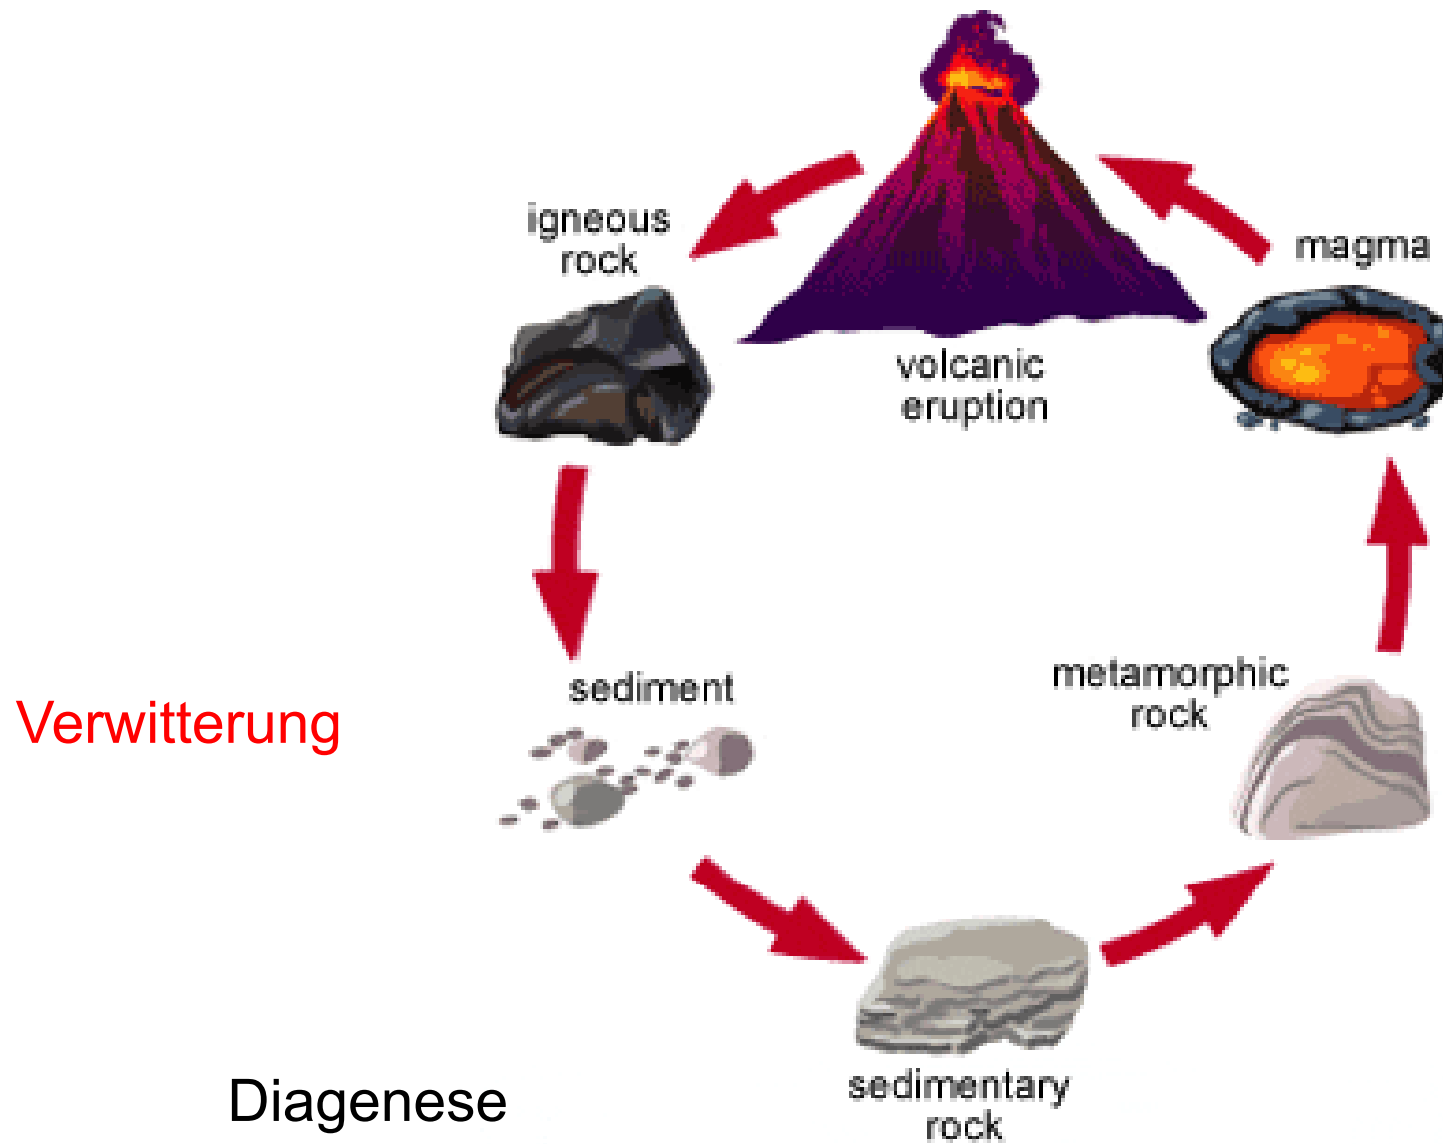 igneous
rock
magma
volcanic
eruption
sediment
metamorphic
rock
Verwitterung
sedimentary
rock
Diagenese